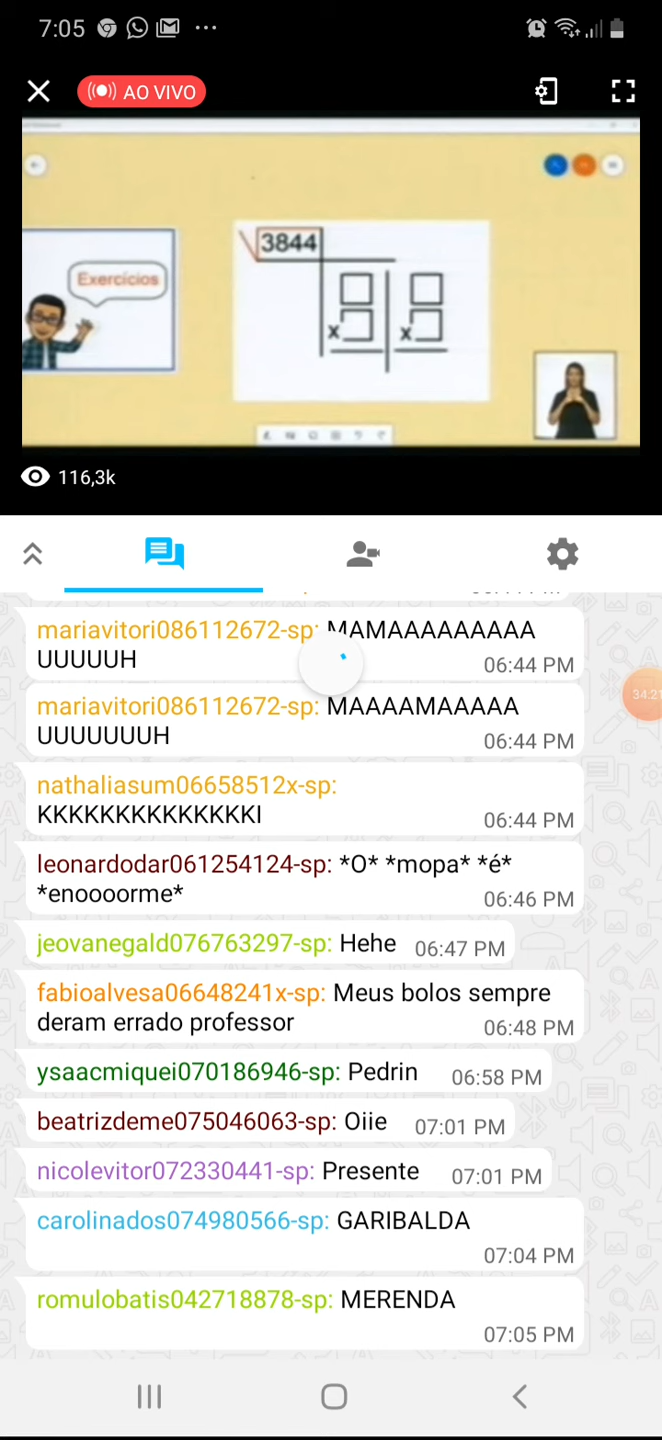 7:05
AO VIVO
Exercícios
3844
x
x
116,3k
mariavitori086112672-sp: MAMAAAAAAAAA
UUUUUH
06:44 PM
mariavitori086112672-sp: MAAAAMAAAAA
UUUUUUUH
06:44 PM
nathaliasum06658512x-sp:
KKKKKKKKKKKKKKI
06:44 PM
34:21
leonardodar061254124-sp: *O* *mopa* *é*
*enoooorme*
06:46 PM
jeovanegald076763297-sp: Hehe 06:47 PM
fabioalvesa06648241x-sp: Meus bolos sempre
deram errado professor
06:48 PM
ysaacmiquei070186946-sp: Pedrin 06:58 PM
beatrizdeme075046063-sp: Oiie 07:01 PM
nicolevitor072330441-sp: Presente 07:01 PM
carolinados074980566-sp: GARIBALDA
07:04 PM
romulobatis042718878-sp: MERENDA
07:05 PM